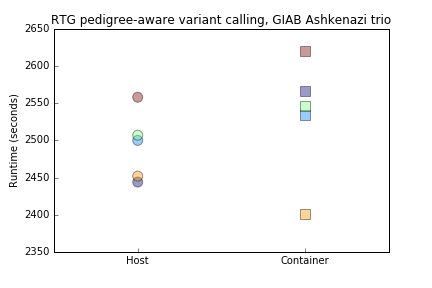 RTG pedigree-aware variant calling, GIAB Ashkenazi trio
2650
2600
2550
2500
2450
2400
2350
Runtime (seconds)
Host
Container